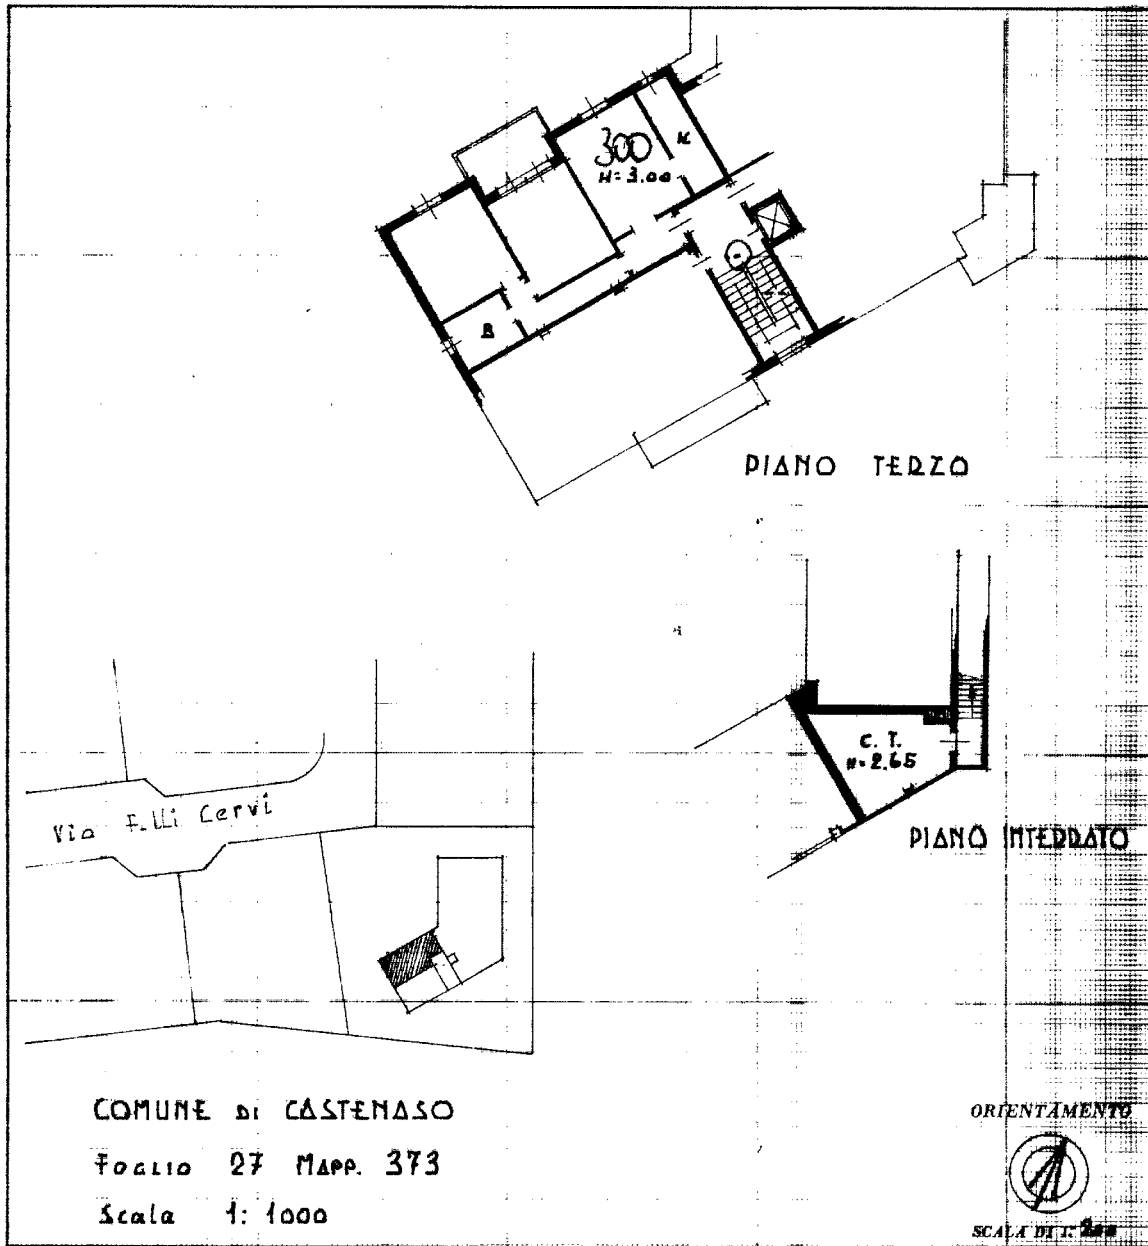 300
H=3.00
K
B
PIANO TERZO
C. T.
H=2.65
PIANO INTERRATO
Via F.lli Cervi
COMUNE DI CASTENASO
FOGLIO 27 MAPP. 373
Scala 1: 1000
ORIENTAMENTO
SCALA DI 1: 200